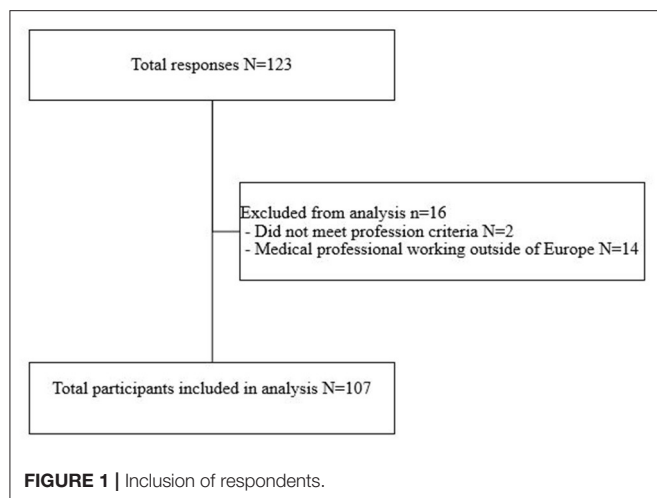 Total responses N=123
Excluded from analysis n=16
- Did not meet profession criteria N=2
- Medical professional working outside of Europe N=14
Total participants included in analysis N=107
FIGURE 1 | Inclusion of respondents.